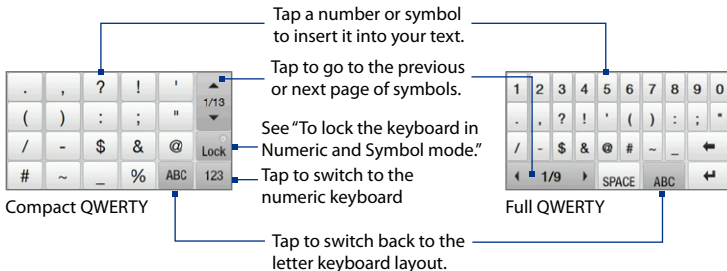 Tap a number or symbol
to insert it into your text.
Tap to go to the previous
or next page of symbols.
See “To lock the keyboard in
Numeric and Symbol mode.”
Tap to switch to the
numeric keyboard
Tap to switch back to the
letter keyboard layout.
. , ? ! '
1/13
( ) : ; "
/ - $ & @ Lock
# ~ _ % ABC 123
Compact QWERTY
1 2 3 4 5 6 7 8 9 0
. , ? ! ' ( ) : ; "
/ - $ & @ # ~ _
1/9 SPACE ABC
Full QWERTY